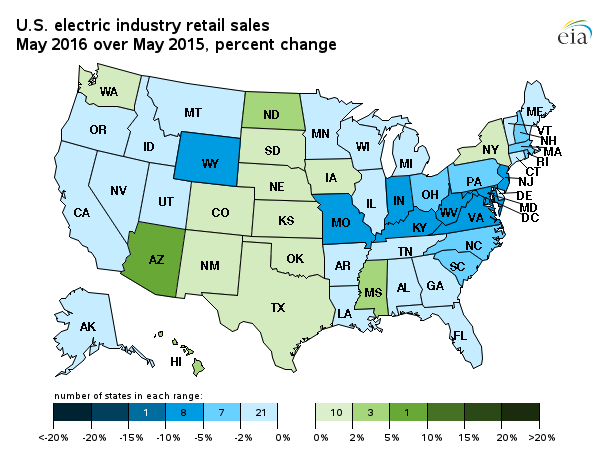 U.S. electric industry retail sales
May 2016 over May 2015, percent change
eia
WA
MT
ND
MN
ME
OR
ID
WY
SD
WI
MI
NY
VT
NH
MA
RI
CT
NJ
DE
MD
DC
CA
NV
UT
CO
NE
KS
IA
MO
IL
IN
OH
PA
WV
VA
KY
NC
SC
TN
AZ
NM
OK
TX
AR
LA
MS
AL
GA
FL
AK
HI
number of states in each range:
1 8 7 21 10 3 1
<-20% -20% -15% -10% -5% -2% 0% 0% 2% 5% 10% 15% 20% >20%